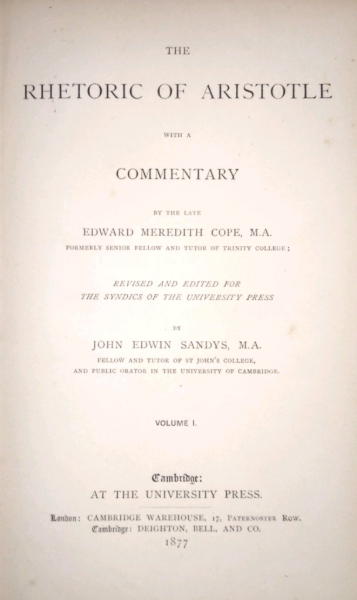 THE
RHETORIC OF ARISTOTLE
WITH A
COMMENTARY
BY THE LATE
EDWARD MEREDITH COPE, M.A.
FORMERLY SENIOR FELLOW AND TUTOR OF TRINITY COLLEGE;
REVISED AND EDITED FOR
THE SYNDICS OF THE UNIVERSITY PRESS
BY
JOHN EDWIN SANDYS, M.A.
FELLOW AND TUTOR OF ST JOHN'S COLLEGE,
AND PUBLIC ORATOR IN THE UNIVERSITY OF CAMBRIDGE.
VOLUME I.
Cambridge:
AT THE UNIVERSITY PRESS.
London: CAMBRIDGE WAREHOUSE, 17, PATERNOSTER ROW.
Cambridge: DEIGHTON, BELL, AND CO.
1877